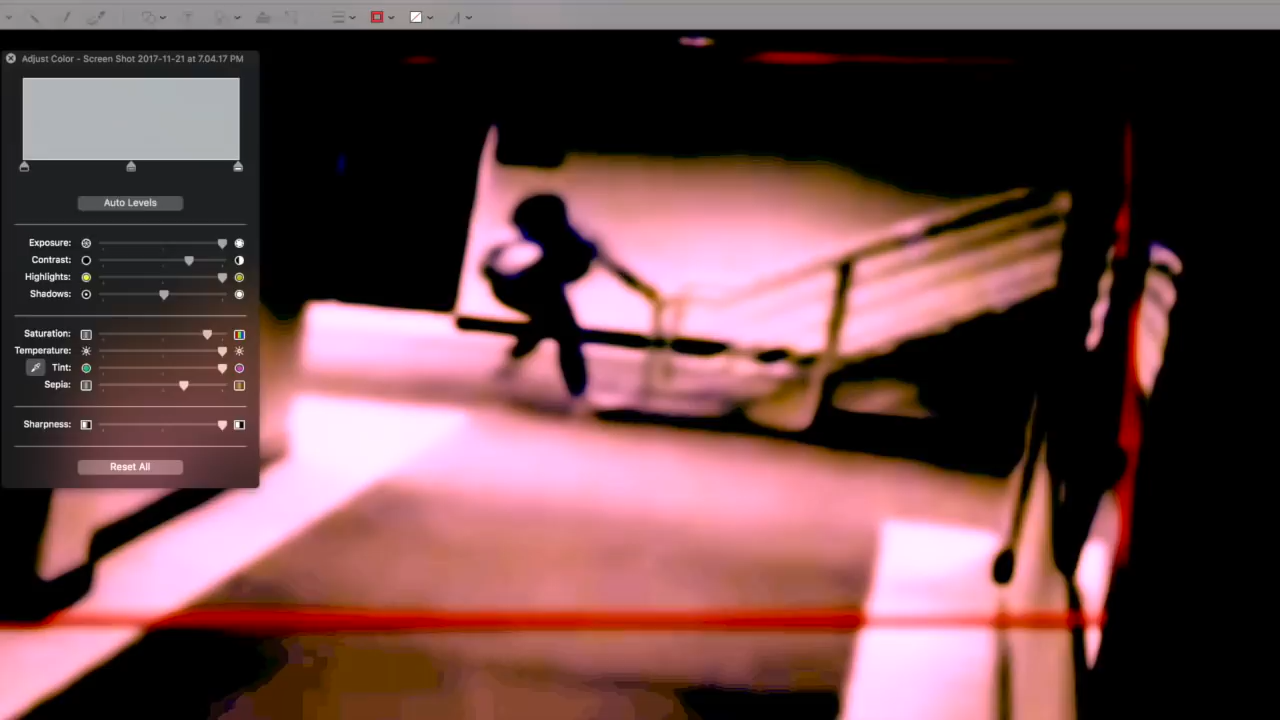 Adjust Color - Screen Shot 2017-11-21 at 7.04.17 PM
Auto Levels
Exposure:
Contrast:
Highlights:
Shadows:
Saturation:
Temperature:
Tint:
Sepia:
Sharpness:
Reset All